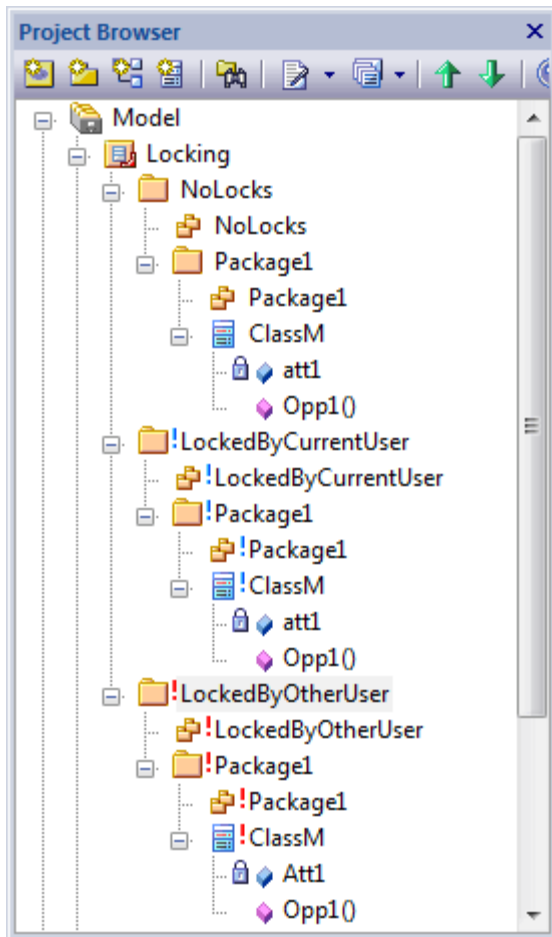 Project Browser
Model
Locking
NoLocks
NoLocks
Package1
Package1
ClassM
att1
Opp1()
!LockedByCurrentUser
!LockedByCurrentUser
!Package1
!Package1
!ClassM
att1
Opp1()
!LockedByOtherUser
!LockedByOtherUser
!Package1
!Package1
!ClassM
Att1
Opp1()